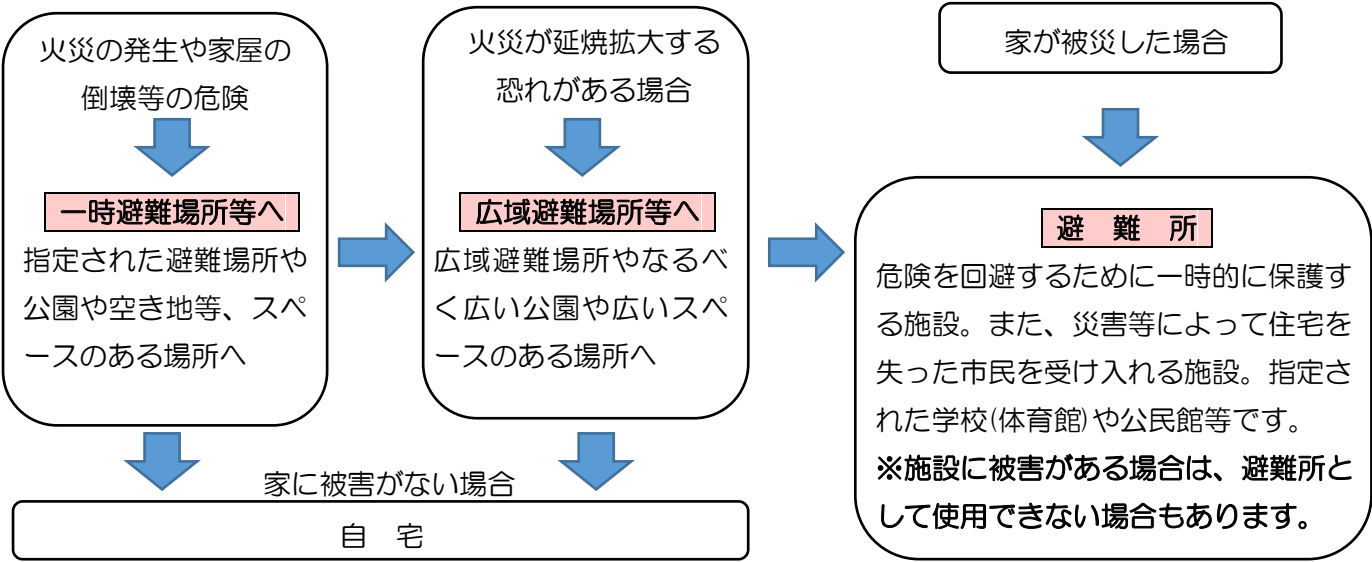 火災の発生や家屋の
倒壊等の危険
一時避難場所等へ
指定された避難場所や
公園や空き地等、スペ
ースのある場所へ
火災が延焼拡大する
恐れがある場合
広域避難場所等へ
広域避難場所やなるべ
く広い公園や広いスペ
ースのある場所へ
家に被害がない場合
自　宅
家が被災した場合
避　難　所
危険を回避するために一時的に保護す
る施設。また、災害等によって住宅を
失った市民を受け入れる施設。指定さ
れた学校(体育館)や公民館等です。
※施設に被害がある場合は、避難所と
して使用できない場合もあります。